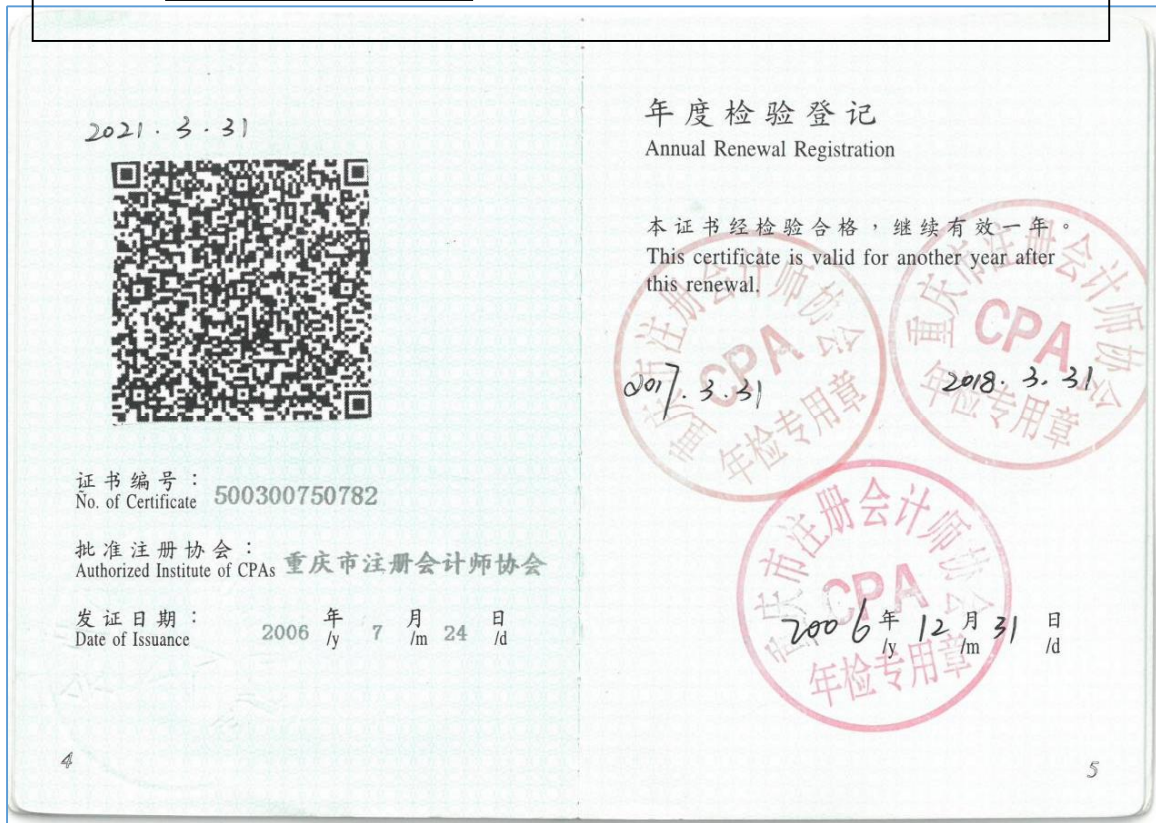 2021.3.31
证书编号：
No. of Certificate 500300750782
批准注册协会：
Authorized Institute of CPAs 重庆市注册会计师协会
发证日期：
Date of Issuance 2006 年/y 7 月/m 24 日/d
4
年度检验登记
Annual Renewal Registration
本证书经检验合格，继续有效一年。
This certificate is valid for another year after
this renewal.
重庆市注册会计师协会
CPA
年检专用章
2017.3.31
重庆市注册会计师协会
CPA
年检专用章
2018.3.31
重庆市注册会计师协会
CPA
年检专用章
2006 年/y 12 月/m 31 日/d
5